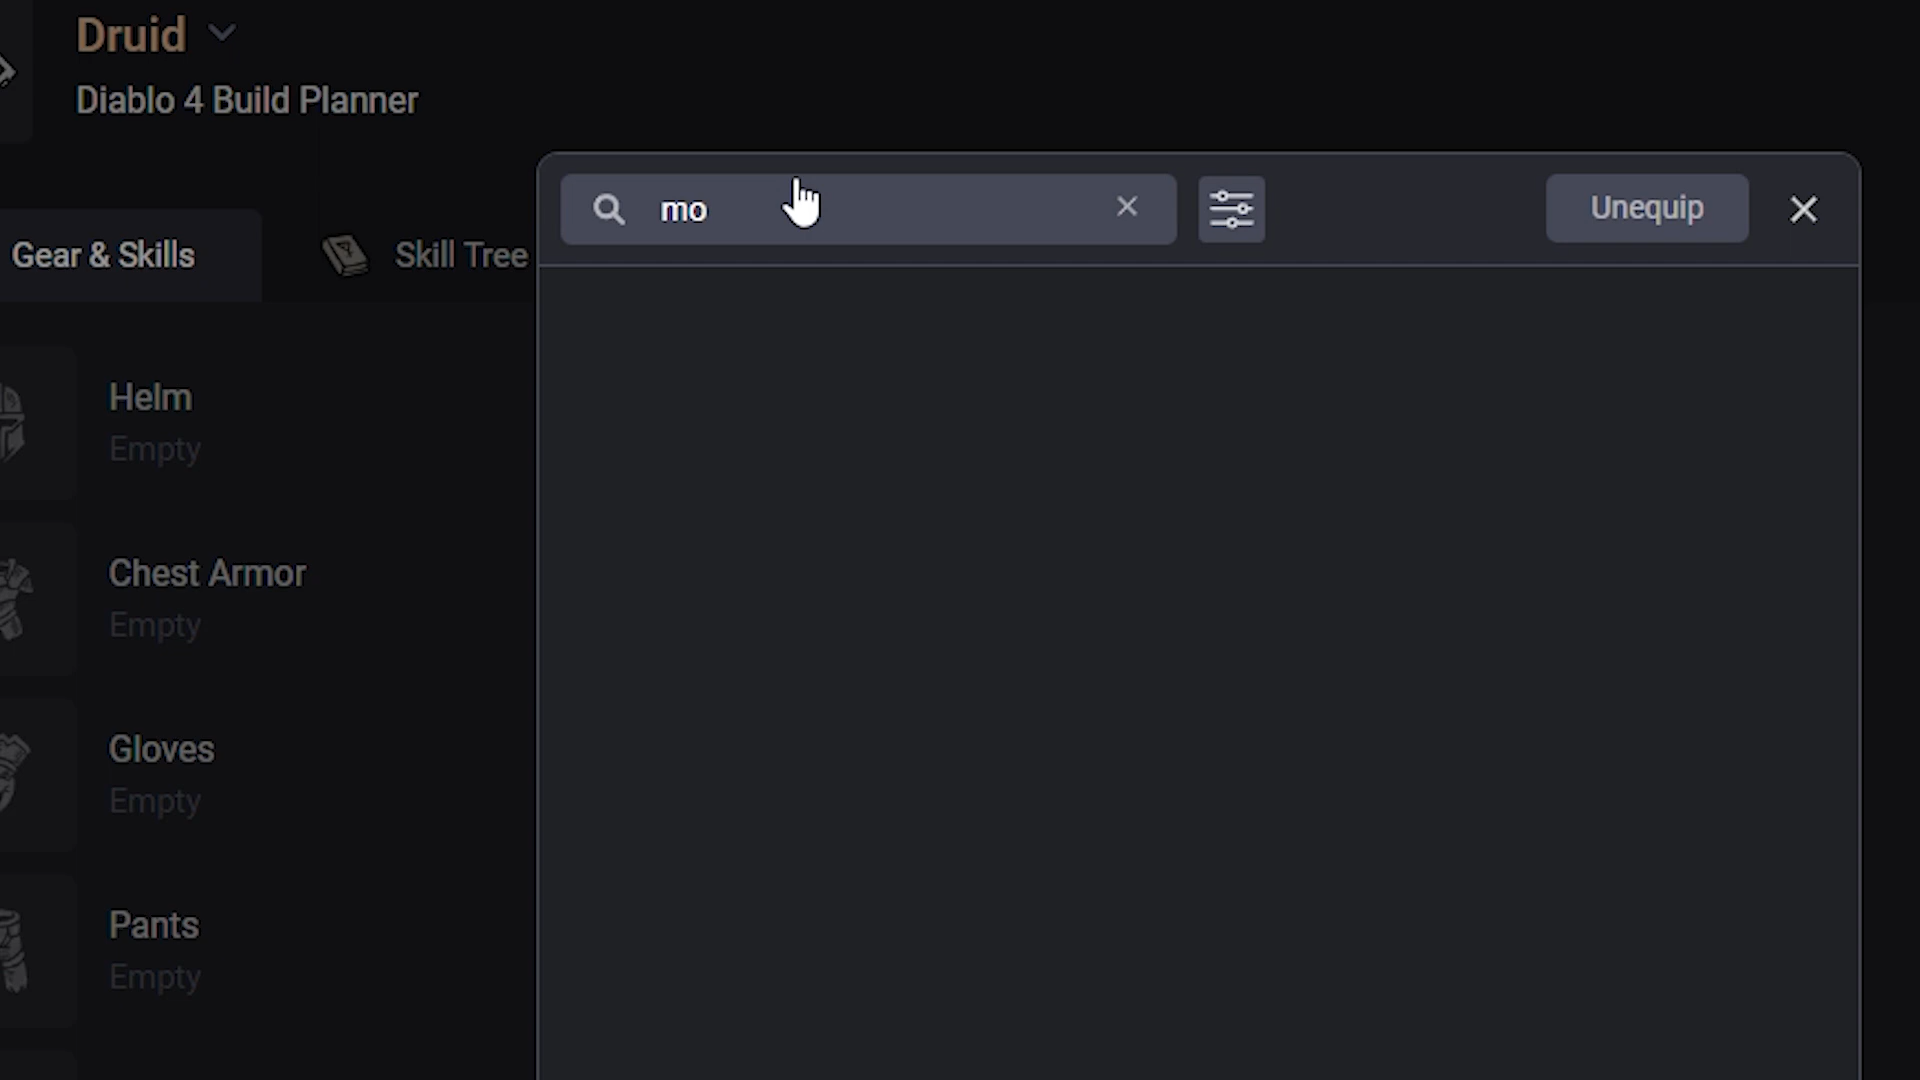 Druid
Diablo 4 Build Planner
mo
Unequip
Gear & Skills
Skill Tree
Helm
Empty
Chest Armor
Empty
Gloves
Empty
Pants
Empty